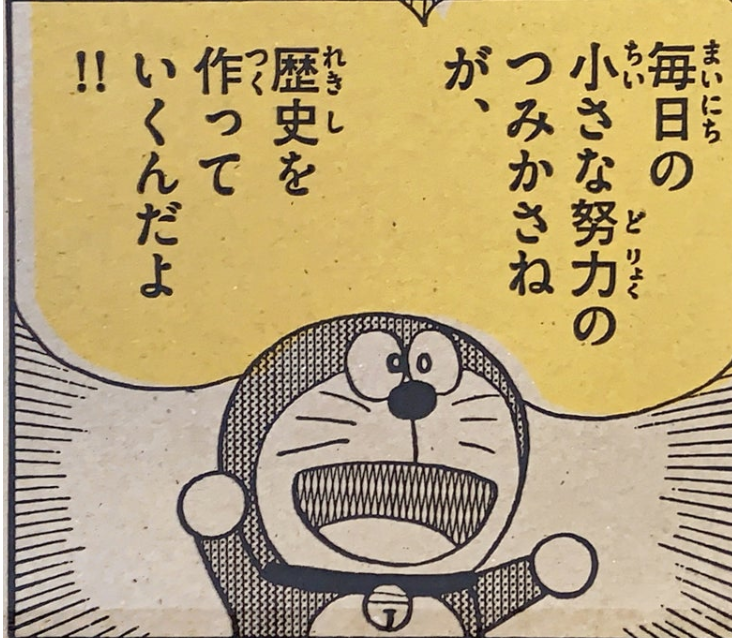 毎日の
小さな努力の
つみかさね
が、
歴史を
作って
いくんだよ
!!